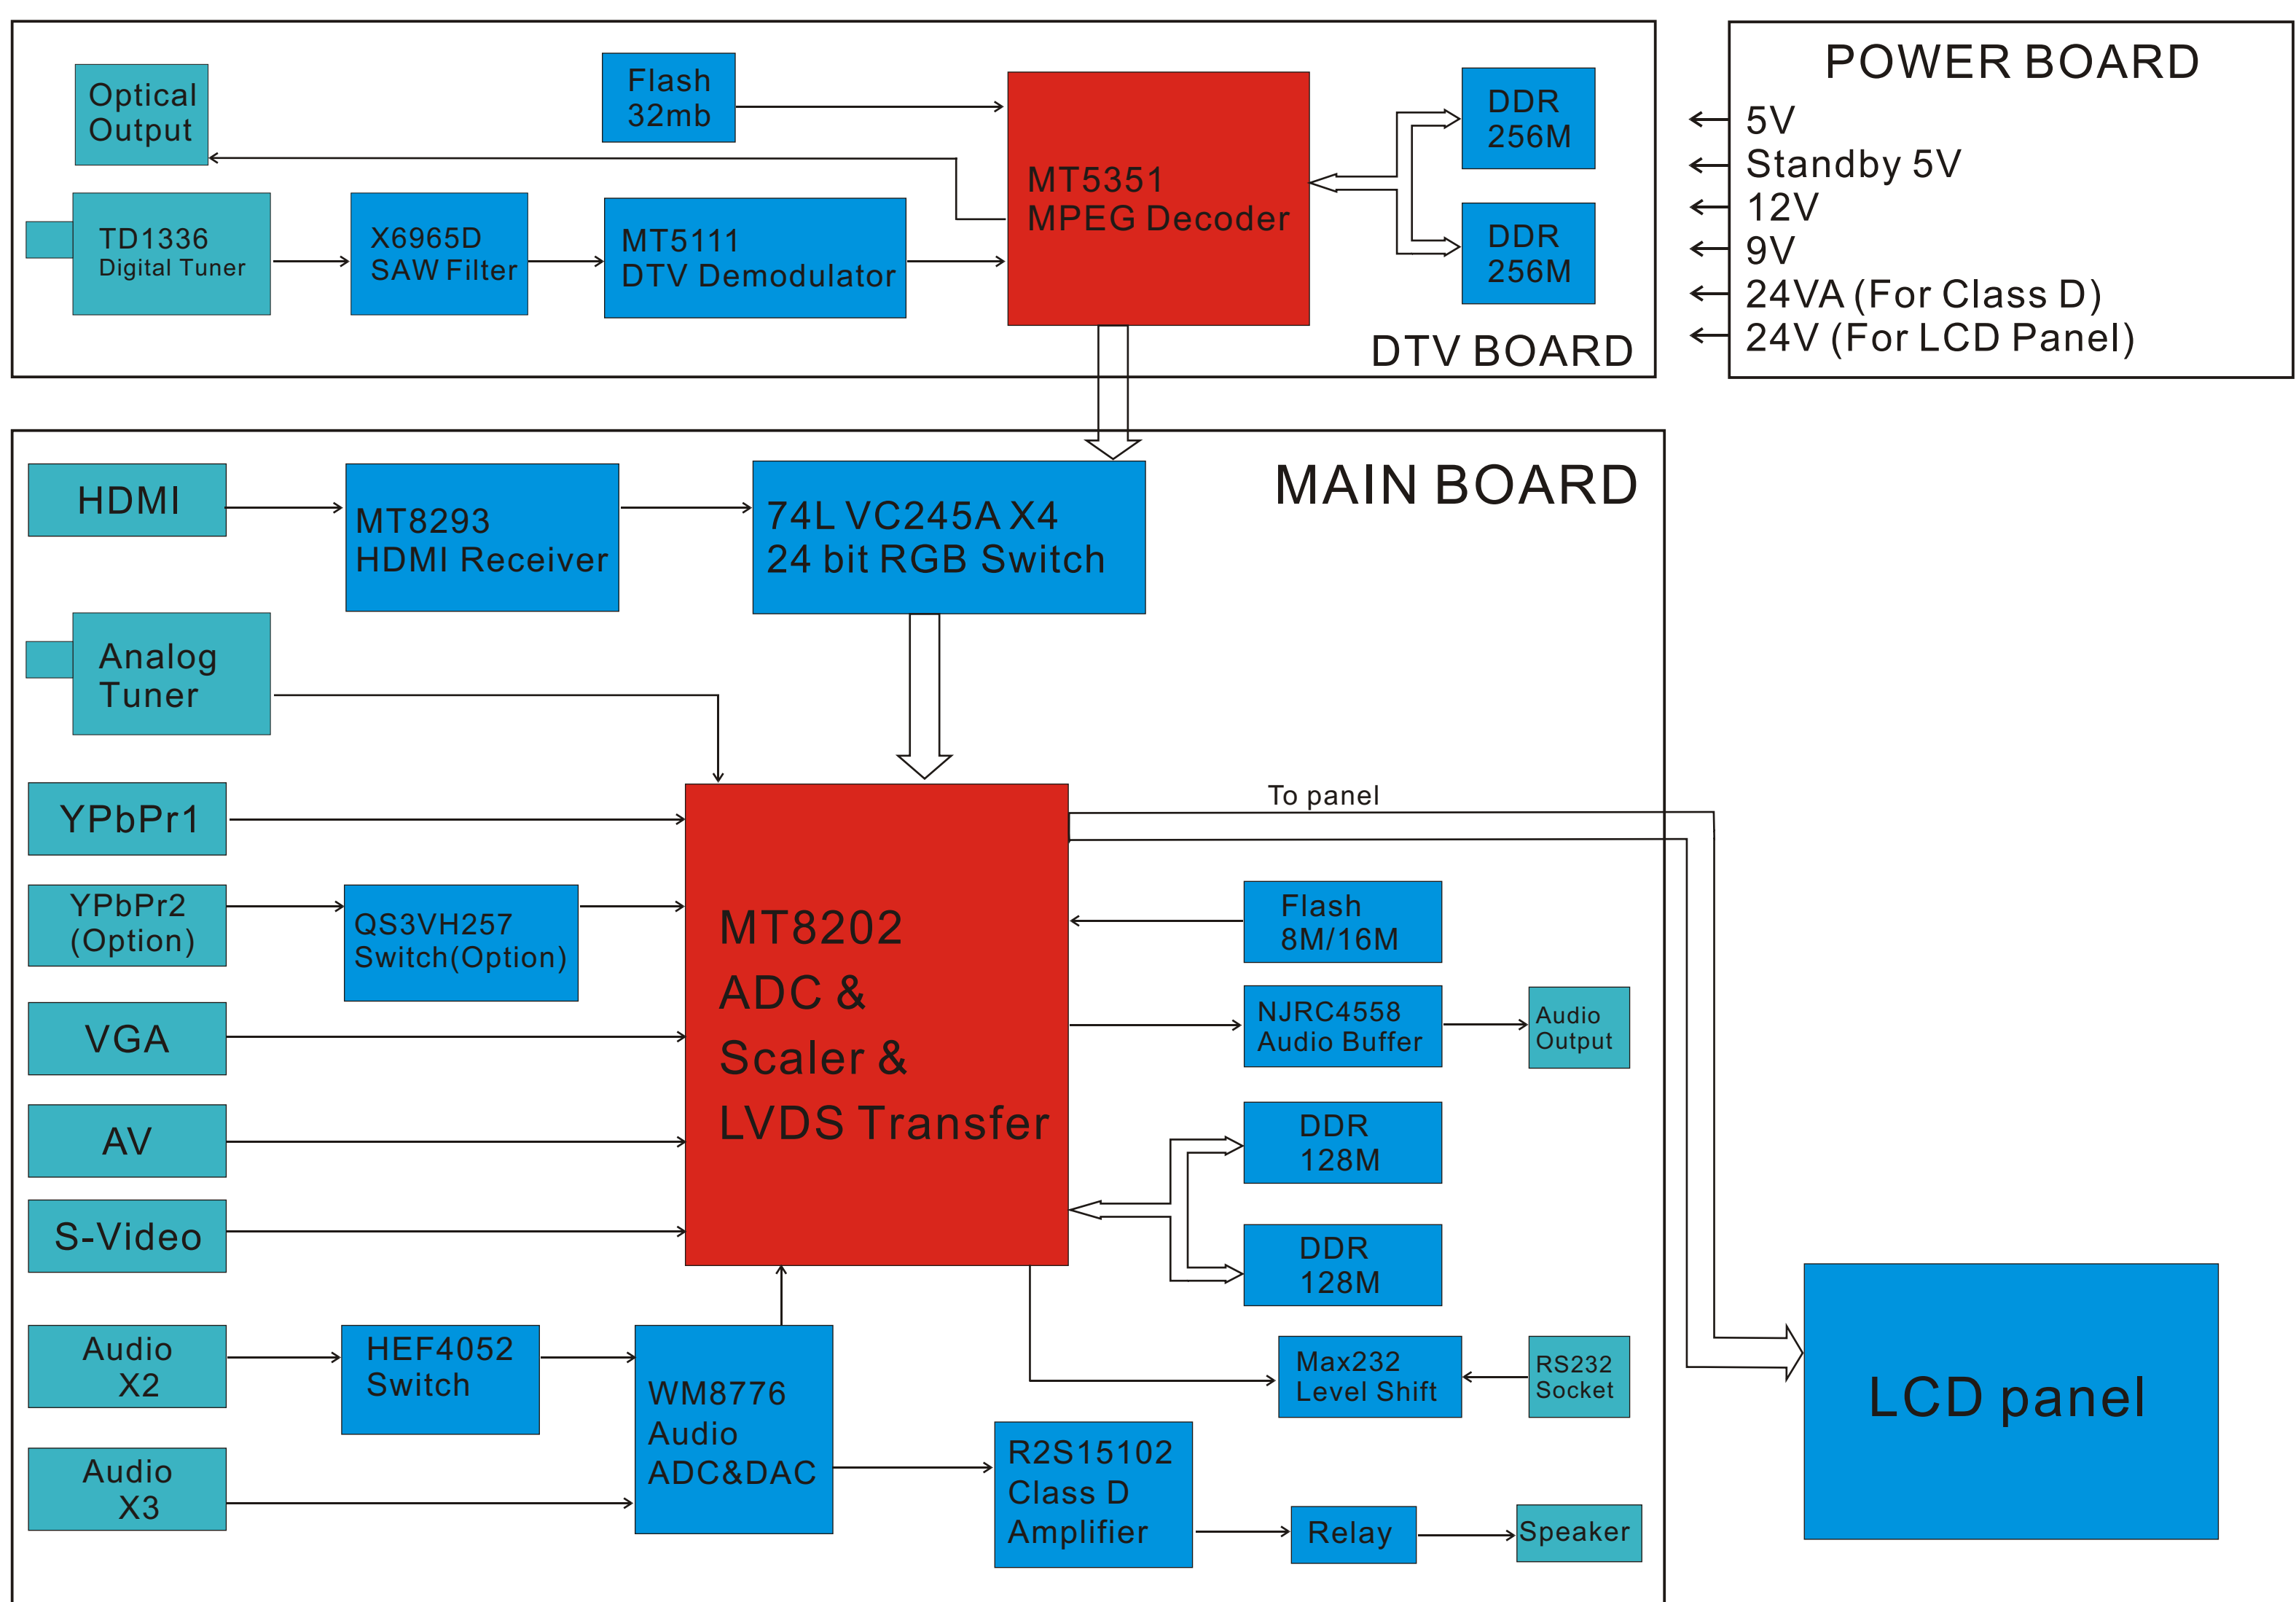 Optical
Output
Flash
32mb
MT5351
MPEG Decoder
DDR
256M
DDR
256M
TD1336
Digital Tuner
X6965D
SAW Filter
MT5111
DTV Demodulator
DTV BOARD
POWER BOARD
5V
Standby 5V
12V
9V
24VA (For Class D)
24V (For LCD Panel)
MAIN BOARD
HDMI
MT8293
HDMI Receiver
74L VC245A X4
24 bit RGB Switch
Analog
Tuner
YPbPr1
To panel
YPbPr2
(Option)
QS3VH257
Switch(Option)
MT8202
ADC &
Scaler &
LVDS Transfer
Flash
8M/16M
NJRC4558
Audio Buffer
Audio
Output
VGA
AV
S-Video
DDR
128M
DDR
128M
Audio
X2
HEF4052
Switch
WM8776
Audio
ADC&DAC
Max232
Level Shift
RS232
Socket
LCD panel
Audio
X3
R2S15102
Class D
Amplifier
Relay
Speaker